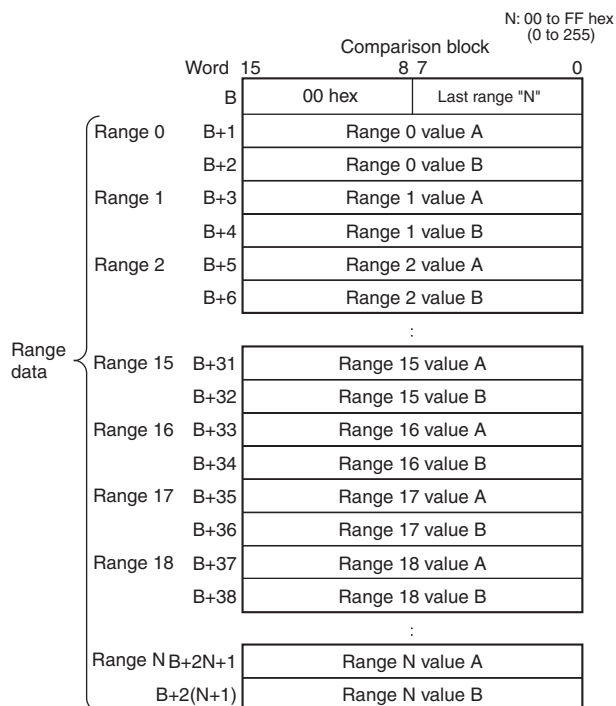 N: 00 to FF hex
(0 to 255)
Comparison block
Word 15 8 7 0
B 00 hex Last range "N"
Range 0 B+1 Range 0 value A
B+2 Range 0 value B
Range 1 B+3 Range 1 value A
B+4 Range 1 value B
Range 2 B+5 Range 2 value A
B+6 Range 2 value B
:
Range data
Range 15 B+31 Range 15 value A
B+32 Range 15 value B
Range 16 B+33 Range 16 value A
B+34 Range 16 value B
Range 17 B+35 Range 17 value A
B+36 Range 17 value B
Range 18 B+37 Range 18 value A
B+38 Range 18 value B
:
Range N B+2N+1 Range N value A
B+2(N+1) Range N value B